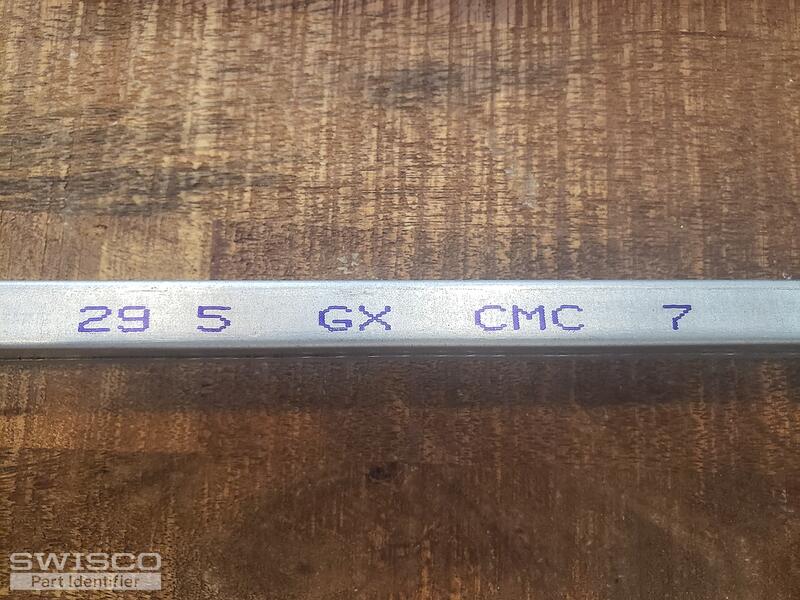 29 5 GX CMC 7
SWISCO
Part Identifier